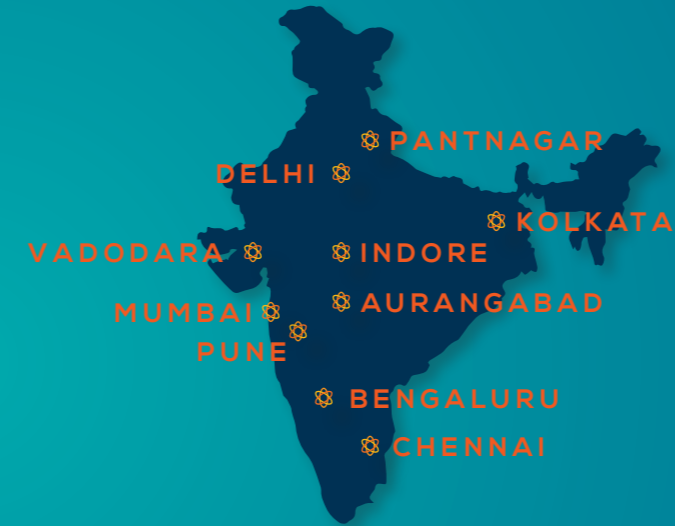 PANTNAGAR
DELHI
KOLKATA
VADODARA
INDORE
AURANGABAD
MUMBAI
PUNE
BENGALURU
CHENNAI